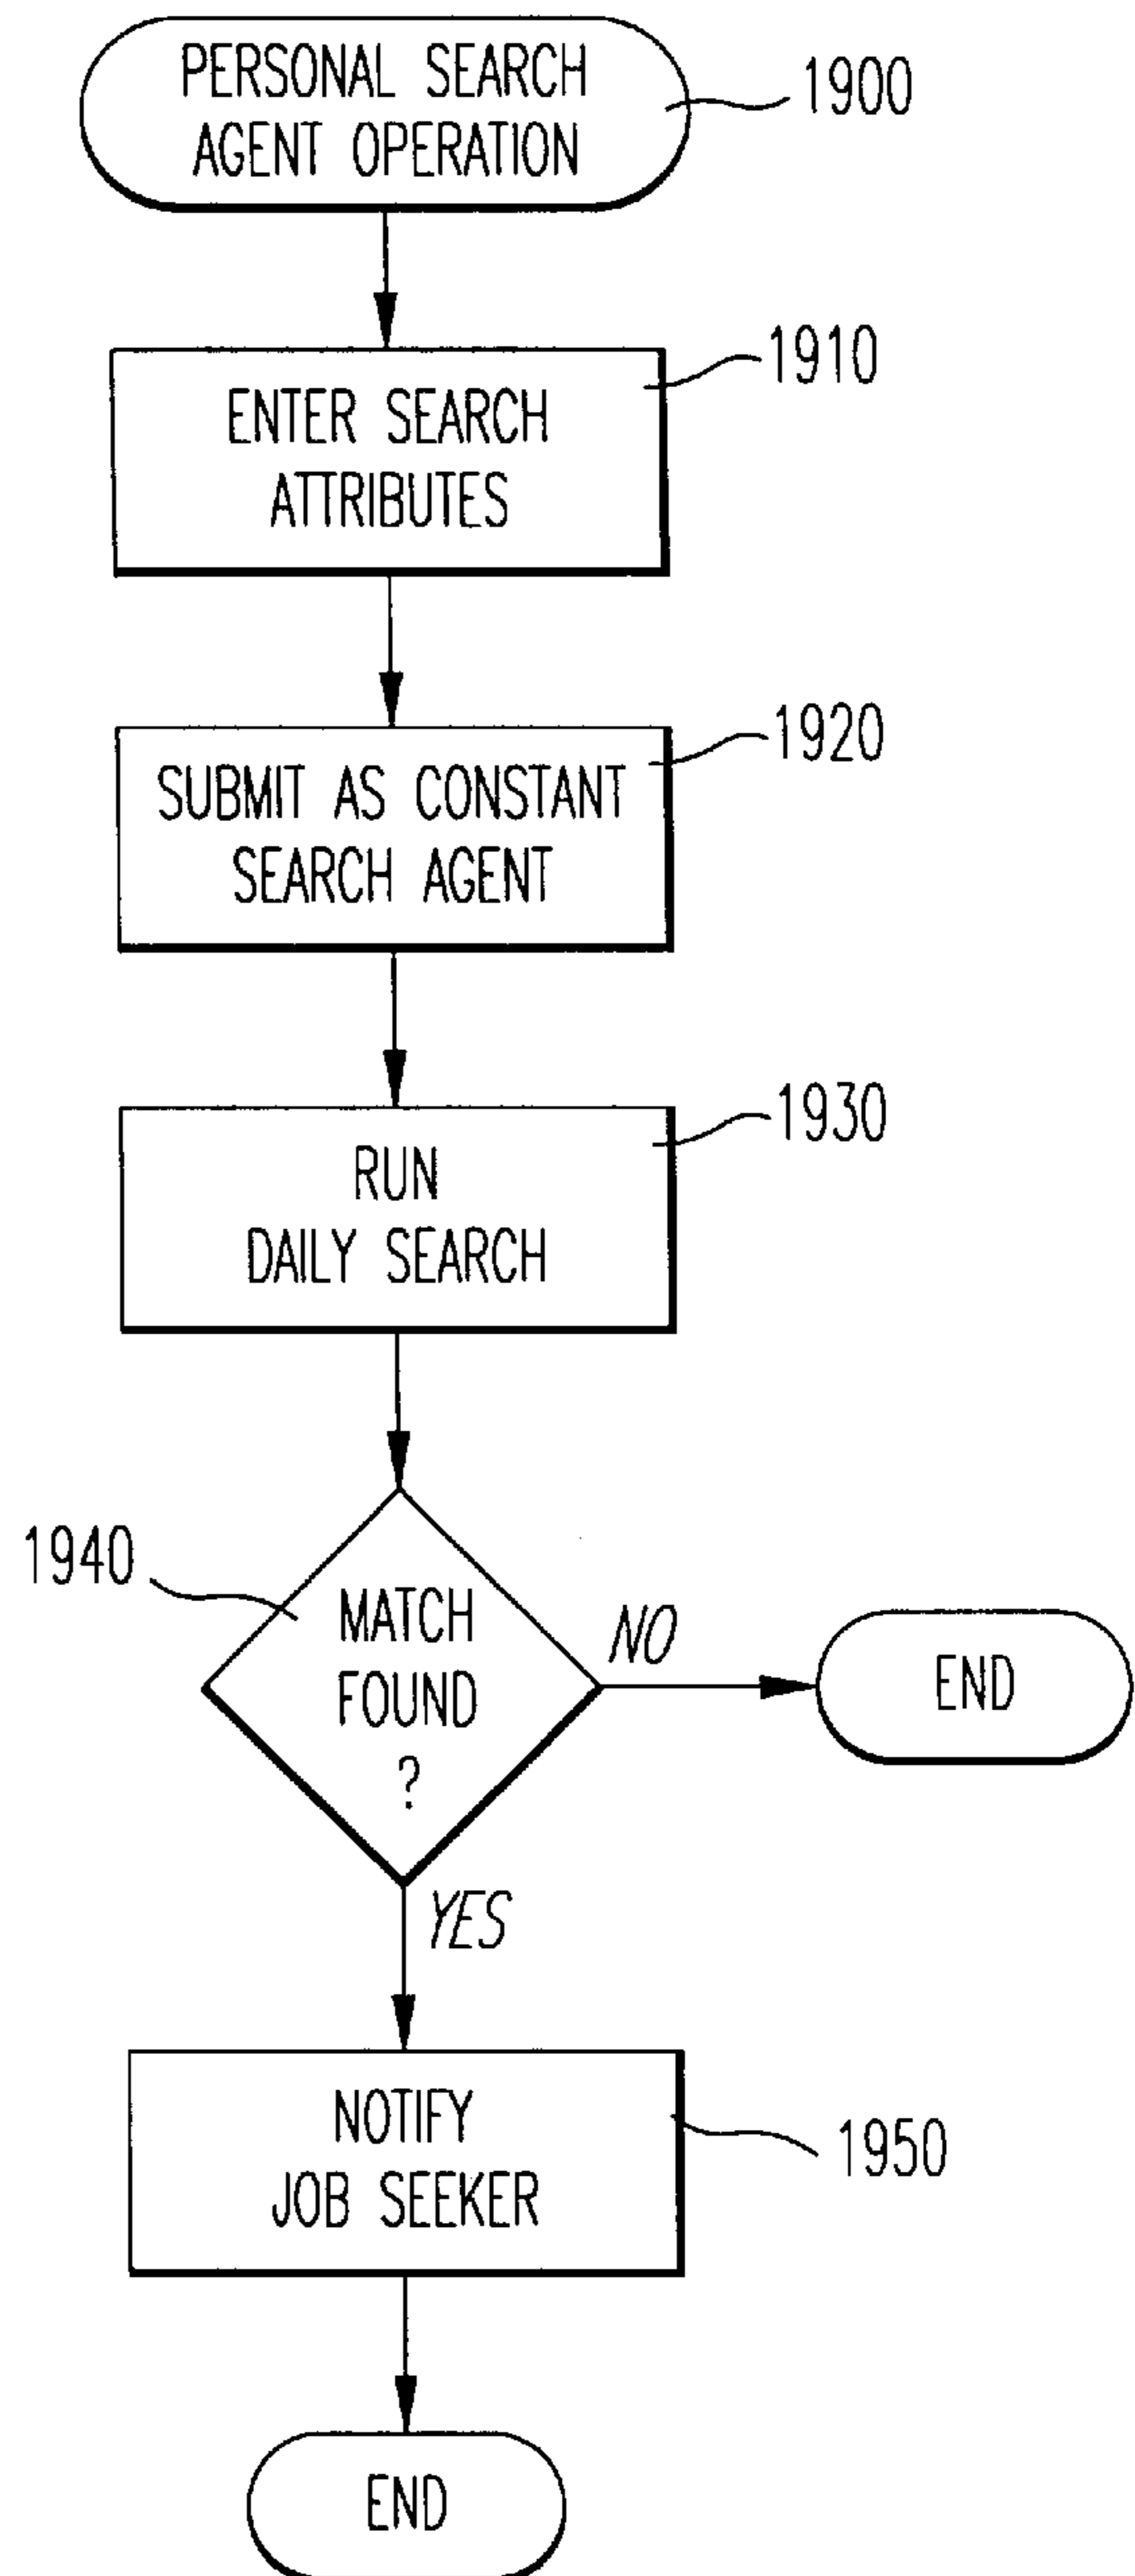 PERSONAL SEARCH
AGENT OPERATION
1900
ENTER SEARCH
ATTRIBUTES
1910
SUBMIT AS CONSTANT
SEARCH AGENT
1920
RUN
DAILY SEARCH
1930
1940
MATCH
FOUND
?
NO
END
YES
NOTIFY
JOB SEEKER
1950
END